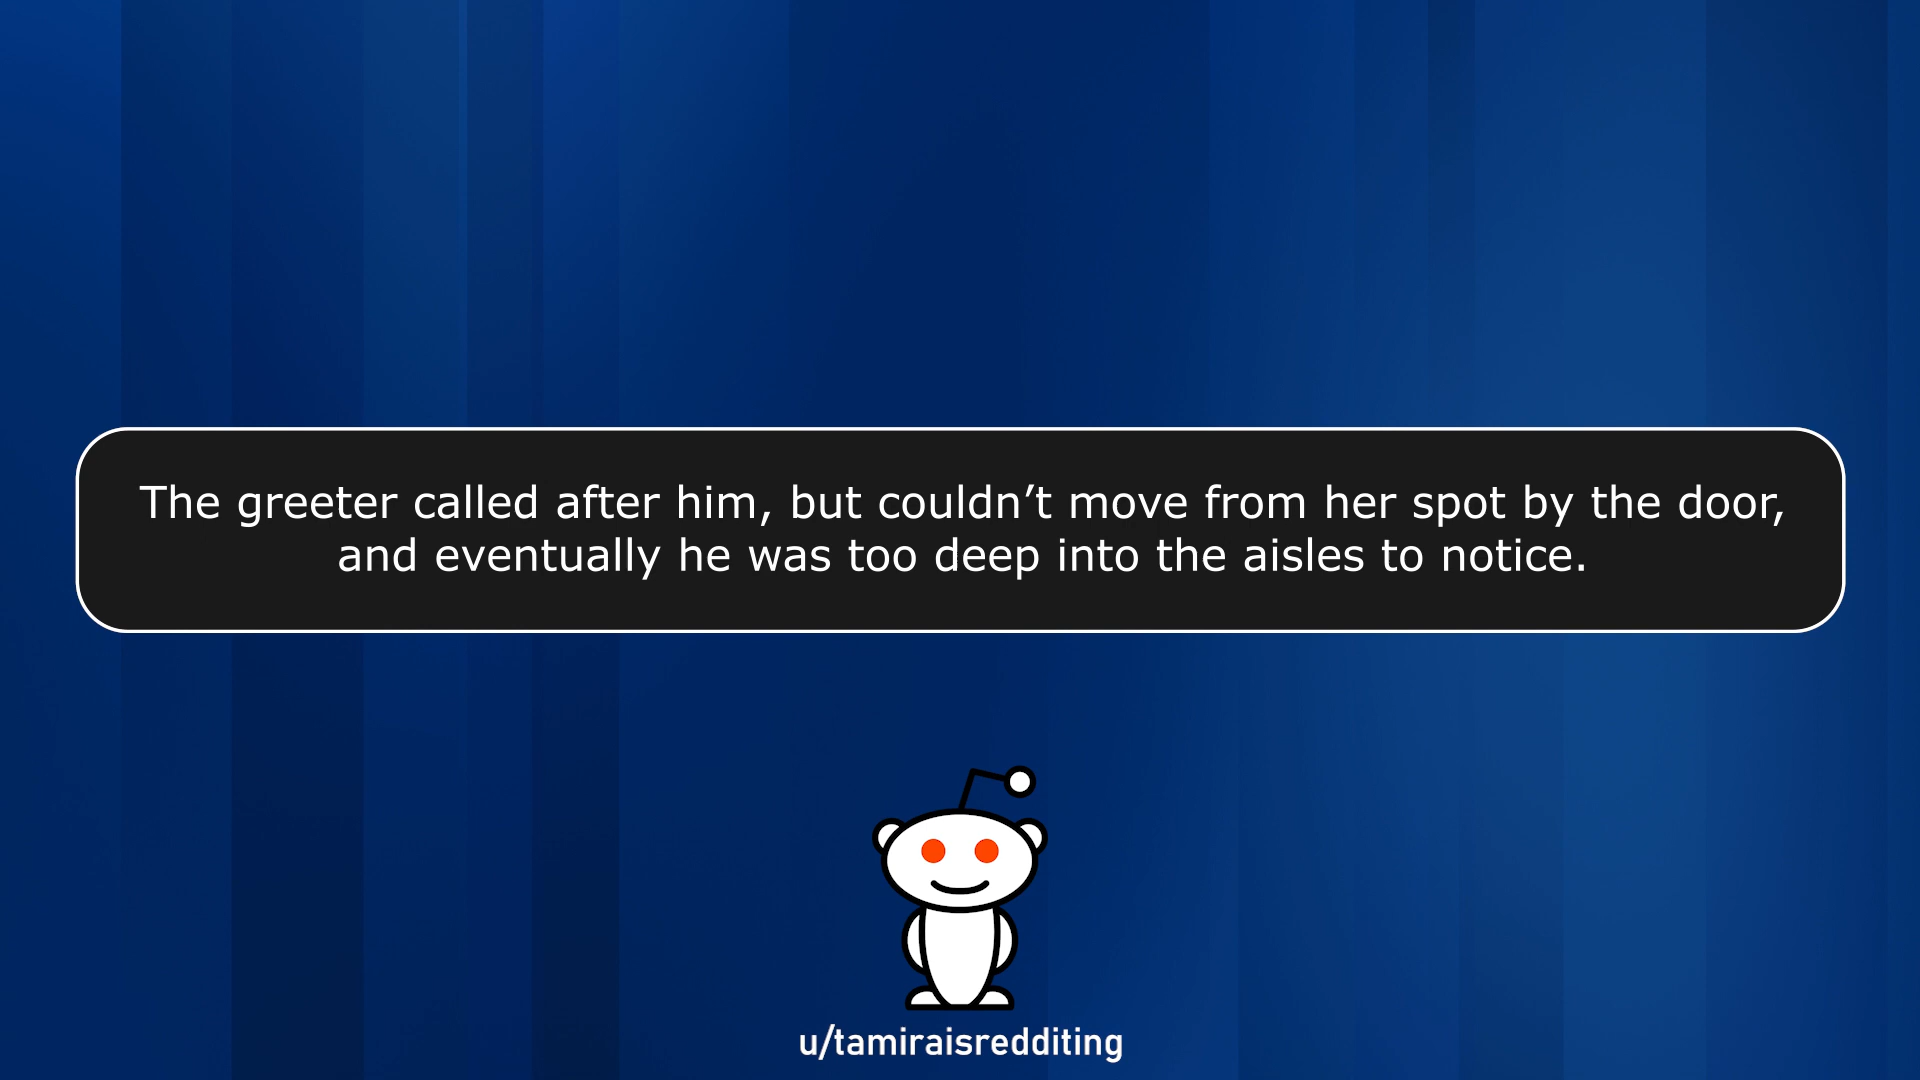 The greeter called after him, but couldn’t move from her spot by the door,
and eventually he was too deep into the aisles to notice.
u/tamiraisredditing